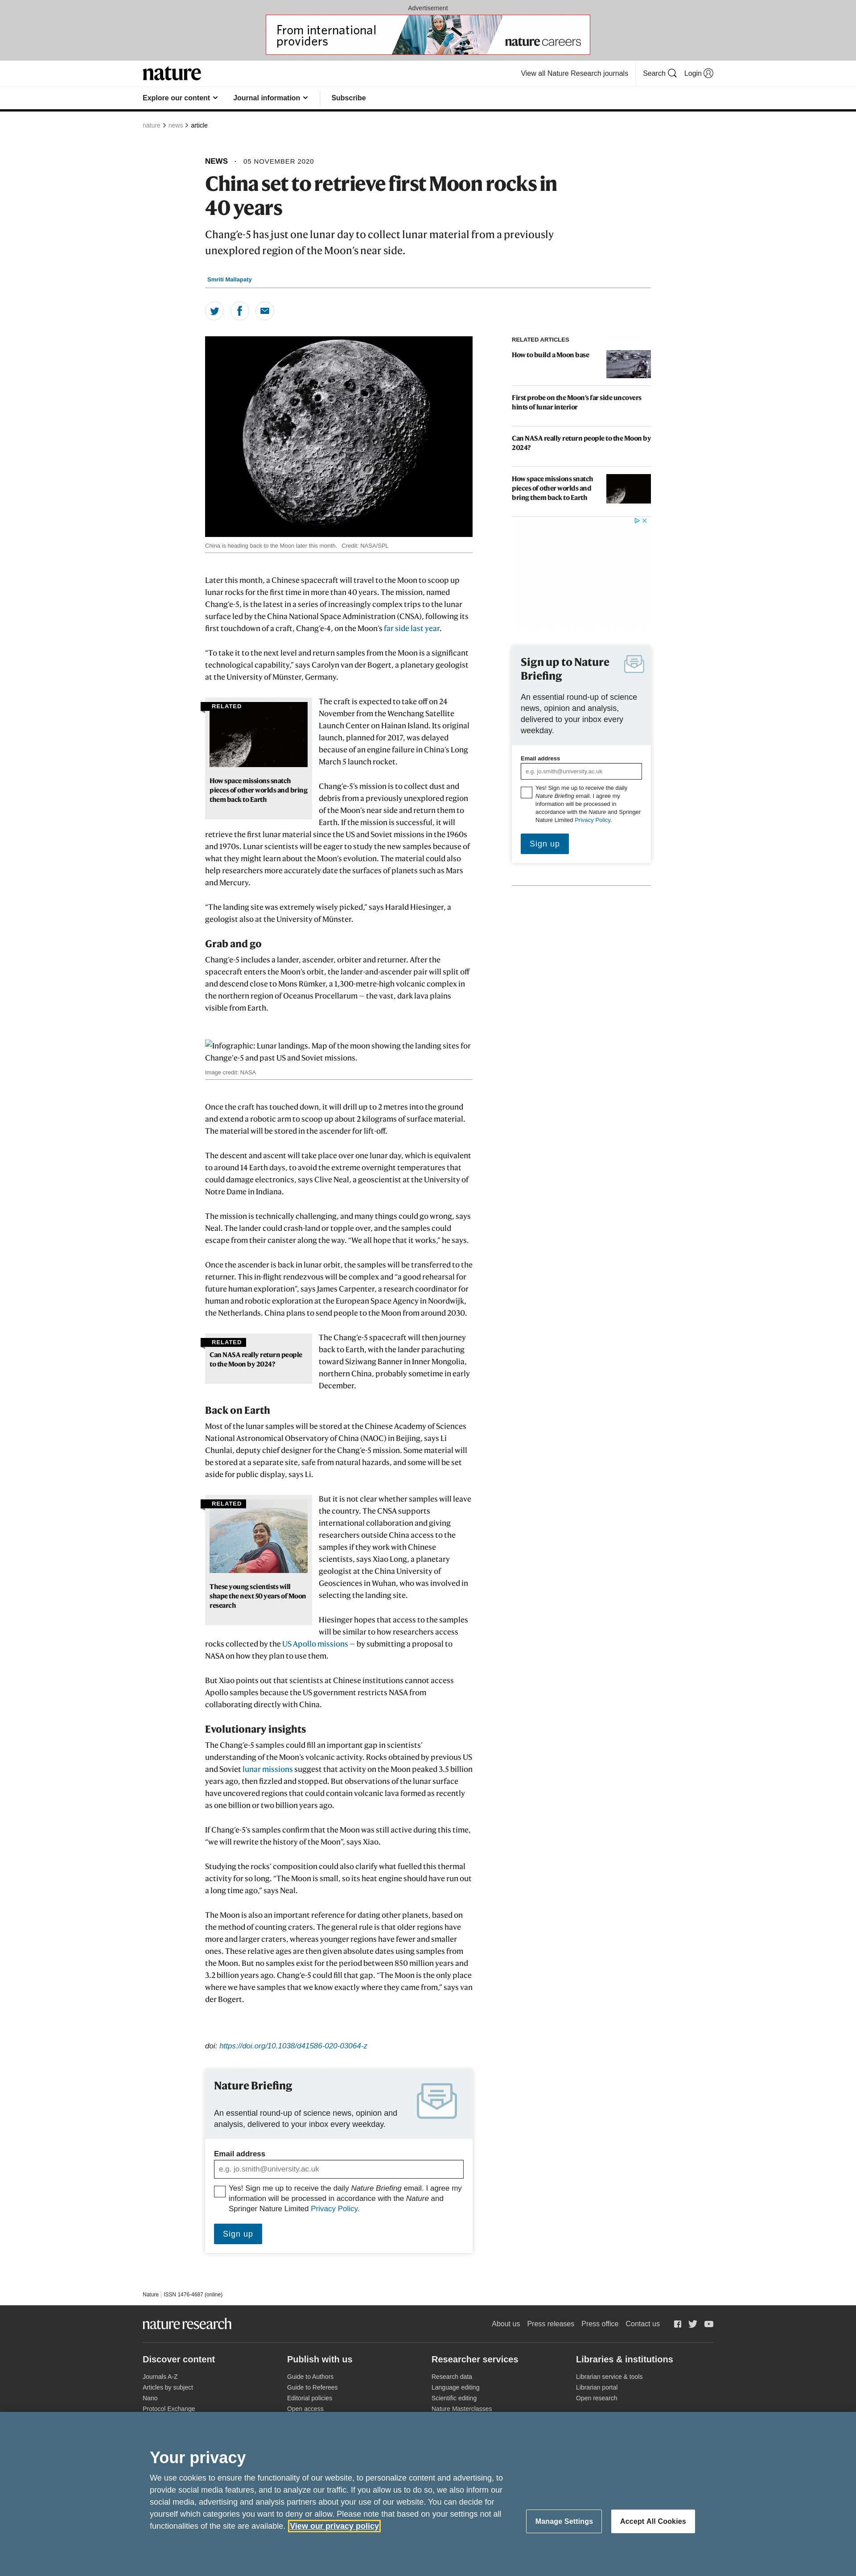 Advertisement
From international
providers
nature careers
nature
View all Nature Research journals
Search
Login
Explore our content
Journal information
Subscribe
nature > news > article
NEWS · 05 NOVEMBER 2020
China set to retrieve first Moon rocks in
40 years
Chang'e-5 has just one lunar day to collect lunar material from a previously
unexplored region of the Moon's near side.
Smriti Mallapaty
China is heading back to the Moon later this month. Credit: NASA/SPL
Later this month, a Chinese spacecraft will travel to the Moon to scoop up
lunar rocks for the first time in more than 40 years. The mission, named
Chang'e-5, is the latest in a series of increasingly complex trips to the lunar
surface led by the China National Space Administration (CNSA), following its
first touchdown of a craft, Chang'e-4, on the Moon's far side last year.
"To take it to the next level and return samples from the Moon is a significant
technological capability," says Carolyn van der Bogert, a planetary geologist
at the University of Münster, Germany.
RELATED
How space missions snatch
pieces of other worlds and bring
them back to Earth
The craft is expected to take off on 24
November from the Wenchang Satellite
Launch Center on Hainan Island. Its original
launch, planned for 2017, was delayed
because of an engine failure in China's Long
March 5 launch rocket.
Chang'e-5's mission is to collect dust and
debris from a previously unexplored region
of the Moon's near side and return them to
Earth. If the mission is successful, it will
retrieve the first lunar material since the US and Soviet missions in the 1960s
and 1970s. Lunar scientists will be eager to study the new samples because of
what they might learn about the Moon's evolution. The material could also
help researchers more accurately date the surfaces of planets such as Mars
and Mercury.
"The landing site was extremely wisely picked," says Harald Hiesinger, a
geologist also at the University of Münster.
Grab and go
Chang'e-5 includes a lander, ascender, orbiter and returner. After the
spacecraft enters the Moon's orbit, the lander-and-ascender pair will split off
and descend close to Mons Rümker, a 1,300-metre-high volcanic complex in
the northern region of Oceanus Procellarum — the vast, dark lava plains
visible from Earth.
Infographic: Lunar landings. Map of the moon showing the landing sites for
Change'e-5 and past US and Soviet missions.
Image credit: NASA
Once the craft has touched down, it will drill up to 2 metres into the ground
and extend a robotic arm to scoop up about 2 kilograms of surface material.
The material will be stored in the ascender for lift-off.
The descent and ascent will take place over one lunar day, which is equivalent
to around 14 Earth days, to avoid the extreme overnight temperatures that
could damage electronics, says Clive Neal, a geoscientist at the University of
Notre Dame in Indiana.
The mission is technically challenging, and many things could go wrong, says
Neal. The lander could crash-land or topple over, and the samples could
escape from their canister along the way. "We all hope that it works," he says.
Once the ascender is back in lunar orbit, the samples will be transferred to the
returner. This in-flight rendezvous will be complex and "a good rehearsal for
future human exploration", says James Carpenter, a research coordinator for
human and robotic exploration at the European Space Agency in Noordwijk,
the Netherlands. China plans to send people to the Moon from around 2030.
RELATED
Can NASA really return people
to the Moon by 2024?
The Chang'e-5 spacecraft will then journey
back to Earth, with the lander parachuting
toward Siziwang Banner in Inner Mongolia,
northern China, probably sometime in early
December.
Back on Earth
Most of the lunar samples will be stored at the Chinese Academy of Sciences
National Astronomical Observatory of China (NAOC) in Beijing, says Li
Chunlai, deputy chief designer for the Chang'e-5 mission. Some material will
be stored at a separate site, safe from natural hazards, and some will be set
aside for public display, says Li.
RELATED
These young scientists will
shape the next 50 years of Moon
research
But it is not clear whether samples will leave
the country. The CNSA supports
international collaboration and giving
researchers outside China access to the
samples if they work with Chinese
scientists, says Xiao Long, a planetary
geologist at the China University of
Geosciences in Wuhan, who was involved in
selecting the landing site.
Hiesinger hopes that access to the samples
will be similar to how researchers access
rocks collected by the US Apollo missions — by submitting a proposal to
NASA on how they plan to use them.
But Xiao points out that scientists at Chinese institutions cannot access
Apollo samples because the US government restricts NASA from
collaborating directly with China.
Evolutionary insights
The Chang'e-5 samples could fill an important gap in scientists'
understanding of the Moon's volcanic activity. Rocks obtained by previous US
and Soviet lunar missions suggest that activity on the Moon peaked 3.5 billion
years ago, then fizzled and stopped. But observations of the lunar surface
have uncovered regions that could contain volcanic lava formed as recently
as one billion or two billion years ago.
If Chang'e-5's samples confirm that the Moon was still active during this time,
"we will rewrite the history of the Moon", says Xiao.
Studying the rocks' composition could also clarify what fuelled this thermal
activity for so long. "The Moon is small, so its heat engine should have run out
a long time ago," says Neal.
The Moon is also an important reference for dating other planets, based on
the method of counting craters. The general rule is that older regions have
more and larger craters, whereas younger regions have fewer and smaller
ones. These relative ages are then given absolute dates using samples from
the Moon. But no samples exist for the period between 850 million years and
3.2 billion years ago. Chang'e-5 could fill that gap. "The Moon is the only place
where we have samples that we know exactly where they came from," says van
der Bogert.
doi: https://doi.org/10.1038/d41586-020-03064-z
Nature Briefing
An essential round-up of science news, opinion and
analysis, delivered to your inbox every weekday.
Email address
e.g. jo.smith@university.ac.uk
Yes! Sign me up to receive the daily Nature Briefing email. I agree my
information will be processed in accordance with the Nature and
Springer Nature Limited Privacy Policy.
Sign up
RELATED ARTICLES
How to build a Moon base
First probe on the Moon's far side uncovers
hints of lunar interior
Can NASA really return people to the Moon by
2024?
How space missions snatch
pieces of other worlds and
bring them back to Earth
Sign up to Nature
Briefing
An essential round-up of science
news, opinion and analysis,
delivered to your inbox every
weekday.
Email address
e.g. jo.smith@university.ac.uk
Yes! Sign me up to receive the daily
Nature Briefing email. I agree my
information will be processed in
accordance with the Nature and Springer
Nature Limited Privacy Policy.
Sign up
Nature ISSN 1476-4687 (online)
nature research
About us
Press releases
Press office
Contact us
Discover content
Journals A-Z
Articles by subject
Nano
Protocol Exchange
Publish with us
Guide to Authors
Guide to Referees
Editorial policies
Open access
Researcher services
Research data
Language editing
Scientific editing
Nature Masterclasses
Libraries & institutions
Librarian service & tools
Librarian portal
Open research
Your privacy
We use cookies to ensure the functionality of our website, to personalize content and advertising, to
provide social media features, and to analyze our traffic. If you allow us to do so, we also inform our
social media, advertising and analysis partners about your use of our website. You can decide for
yourself which categories you want to deny or allow. Please note that based on your settings not all
functionalities of the site are available. View our privacy policy
Manage Settings
Accept All Cookies